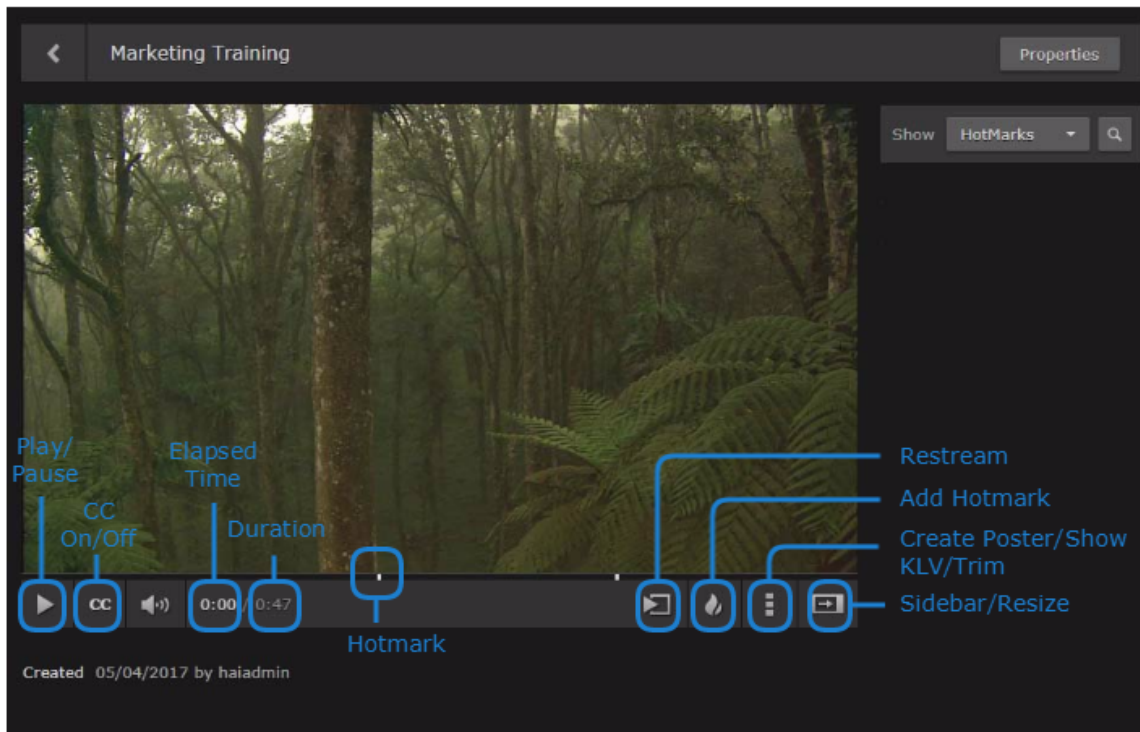 Marketing Training
Properties
Show HotMarks
Play/
Pause
CC
On/Off
Elapsed
Time
Duration
Restream
Add Hotmark
Create Poster/Show
KLV/Trim
Sidebar/Resize
CC 0:00 / 0:47
Hotmark
Created 05/04/2017 by haiadmin